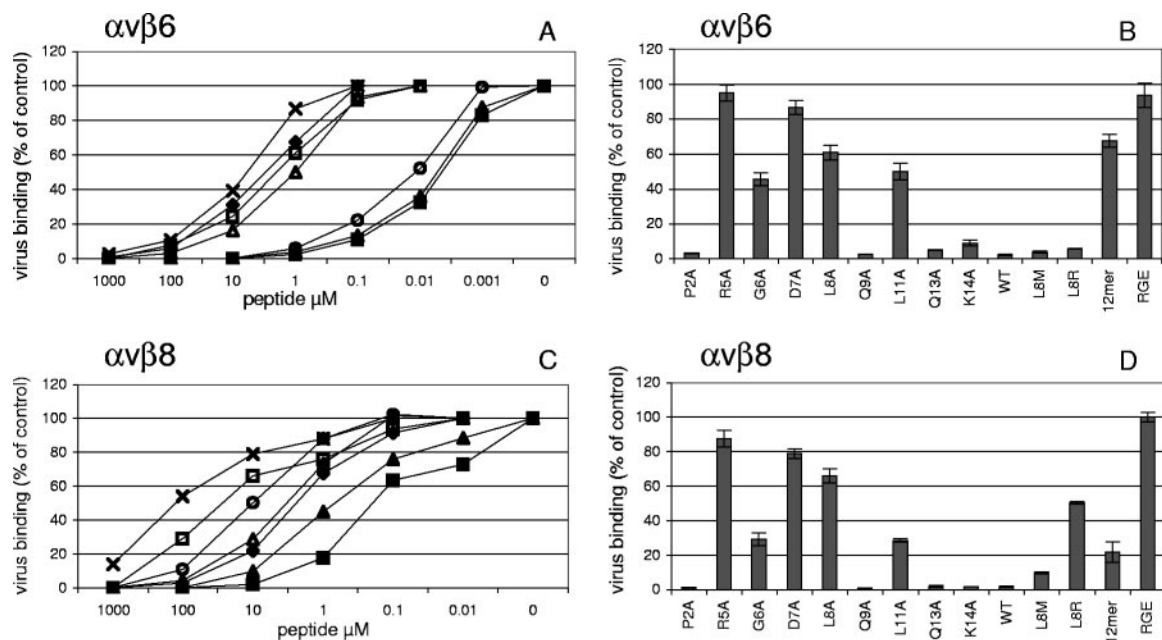 αvβ6 A
virus binding (% of control)
120
100
80
60
40
20
0
1000 100 10 1 0.1 0.01 0.001 0
peptide μM
αvβ6 B
virus binding (% of control)
120
100
80
60
40
20
0
P2A R5A G6A D7A L8A Q9A L11A Q13A K14A WT L8M L8R 12mer RGE
αvβ8 C
virus binding (% of control)
120
100
80
60
40
20
0
1000 100 10 1 0.1 0.01 0
peptide μM
αvβ8 D
virus binding (% of control)
120
100
80
60
40
20
0
P2A R5A G6A D7A L8A Q9A L11A Q13A K14A WT L8M L8R 12mer RGE